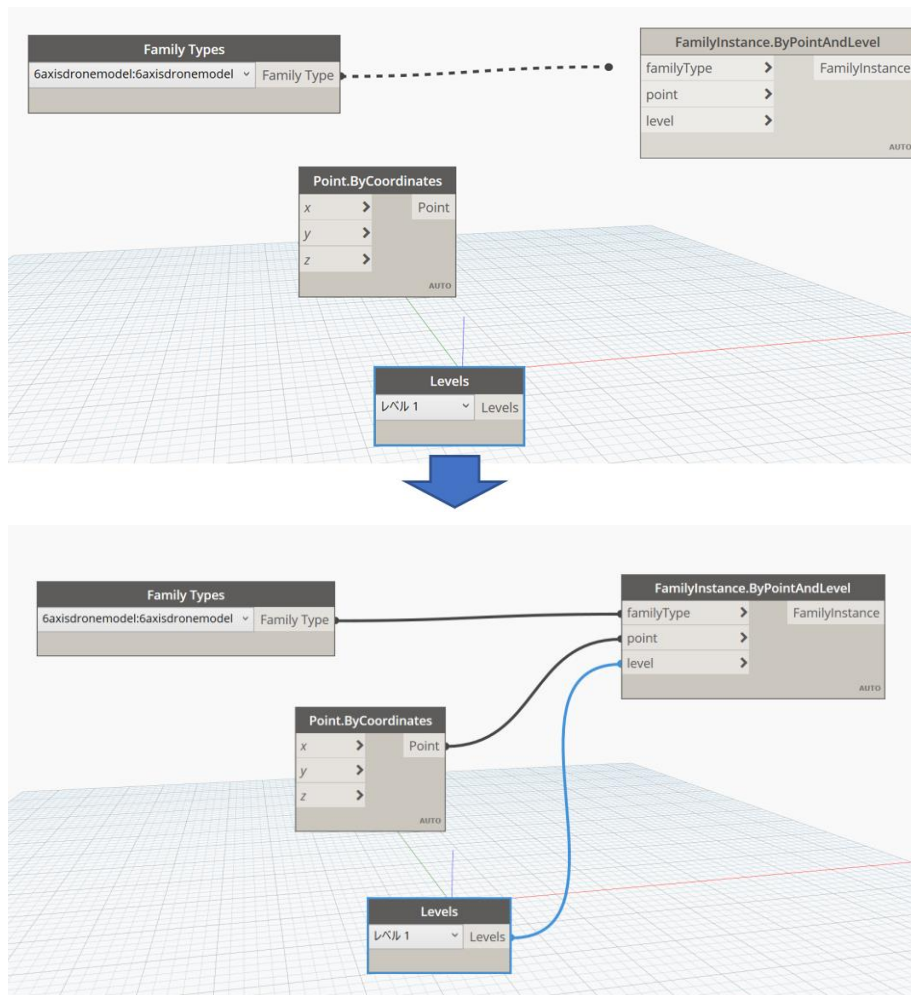 Family Types
6axisdronemodel:6axisdronemodel Family Type
FamilyInstance.ByPointAndLevel
familyType FamilyInstance
point
level
AUTO
Point.ByCoordinates
x Point
y
z
AUTO
Levels
レベル 1 Levels
Family Types
6axisdronemodel:6axisdronemodel Family Type
FamilyInstance.ByPointAndLevel
familyType FamilyInstance
point
level
AUTO
Point.ByCoordinates
x Point
y
z
AUTO
Levels
レベル 1 Levels